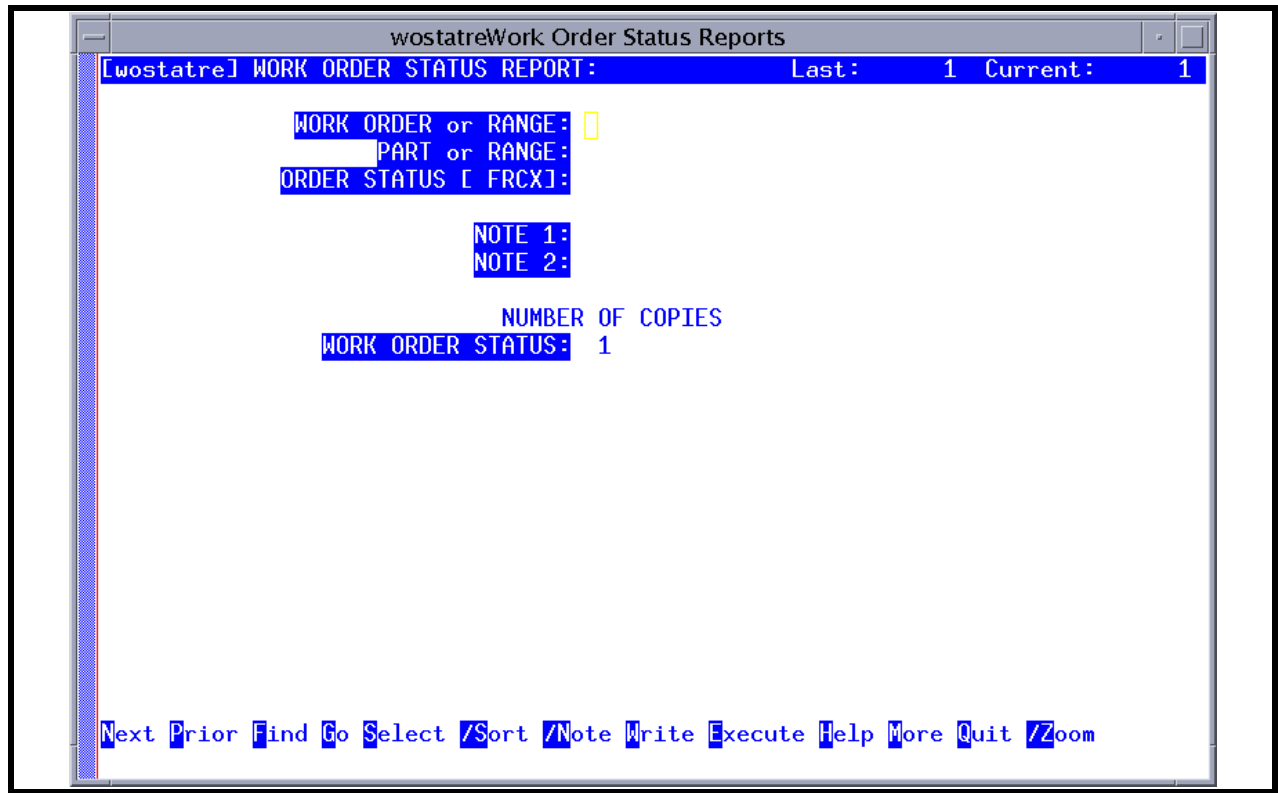 wostatreWork Order Status Reports
[wostatre] WORK ORDER STATUS REPORT: Last: 1 Current: 1
WORK ORDER or RANGE:
PART or RANGE:
ORDER STATUS [ FRCX]:
NOTE 1:
NOTE 2:
NUMBER OF COPIES
WORK ORDER STATUS: 1
Next Prior Find Go Select /Sort /Note Write Execute Help More Quit /Zoom